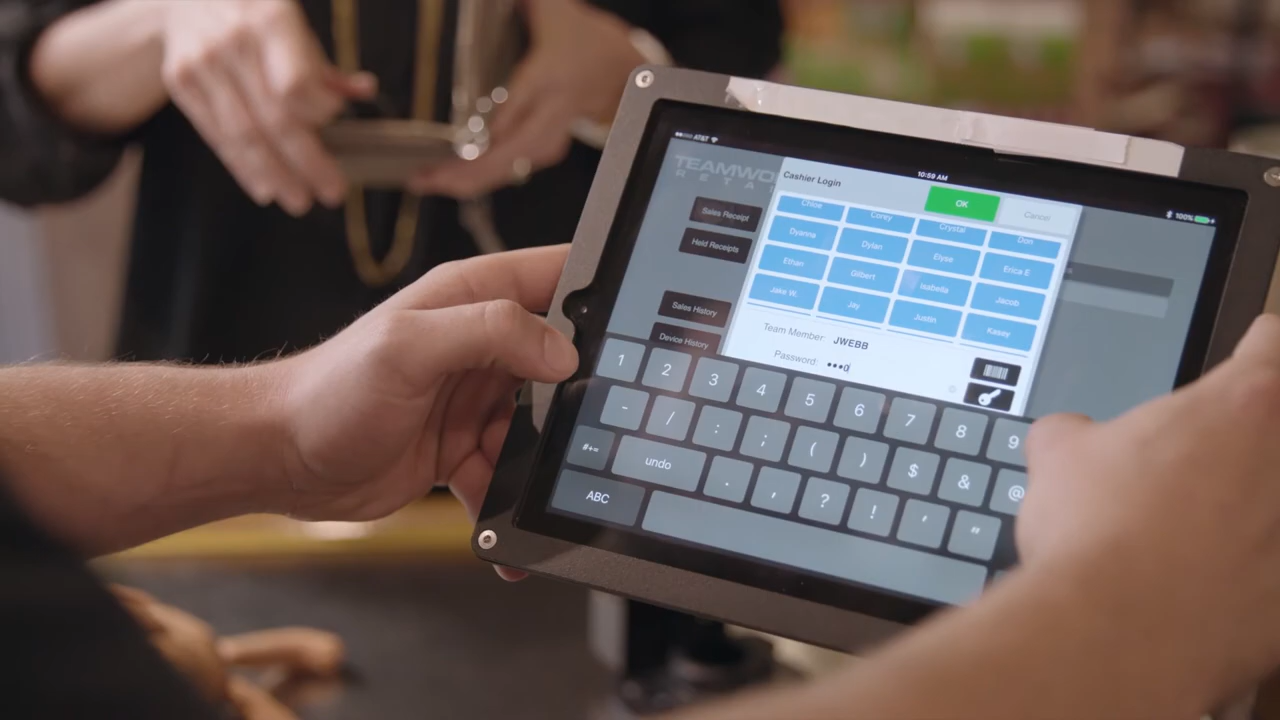 AT&T
10:59 AM
100%
TEAMWO
RETA
Cashier Login
OK
Cancel
Sales Receipt
Held Receipts
Sales History
Device History
Chloe Corey Crystal Don
Dyanna Dylan Elyse Erica E
Ethan Gilbert Isabella Jacob
Jake W. Jay Justin Kasey
Team Member JWEBB
Password: •••0
1 2 3 4 5 6 7 8 9
- / : ; ( ) $ & @
#+= undo . , ? ! ' "
ABC